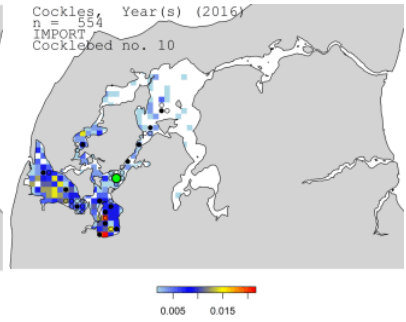 Cockles, Year(s) (2016)
n = 554
IMPORT
Cocklebed no. 10
0.005 0.015